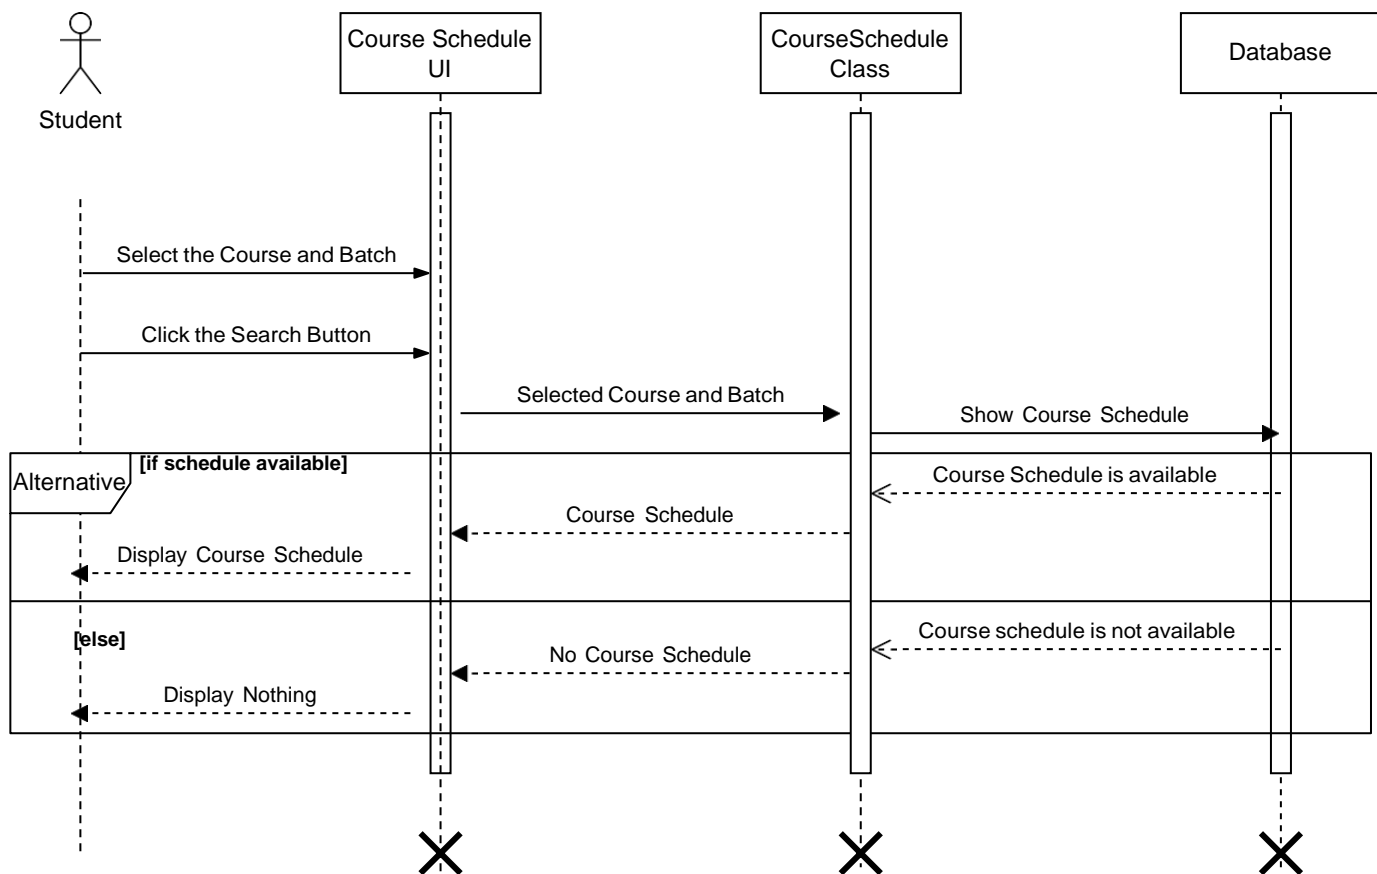 Course Schedule
UI
CourseSchedule
Class
Database
Student
Select the Course and Batch
Click the Search Button
Selected Course and Batch
Show Course Schedule
[if schedule available]
Alternative
Course Schedule is available
Course Schedule
Display Course Schedule
[else]
Course schedule is not available
No Course Schedule
Display Nothing